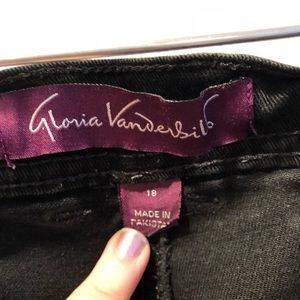 Gloria Vanderbilt
18
MADE IN
PAKISTAN